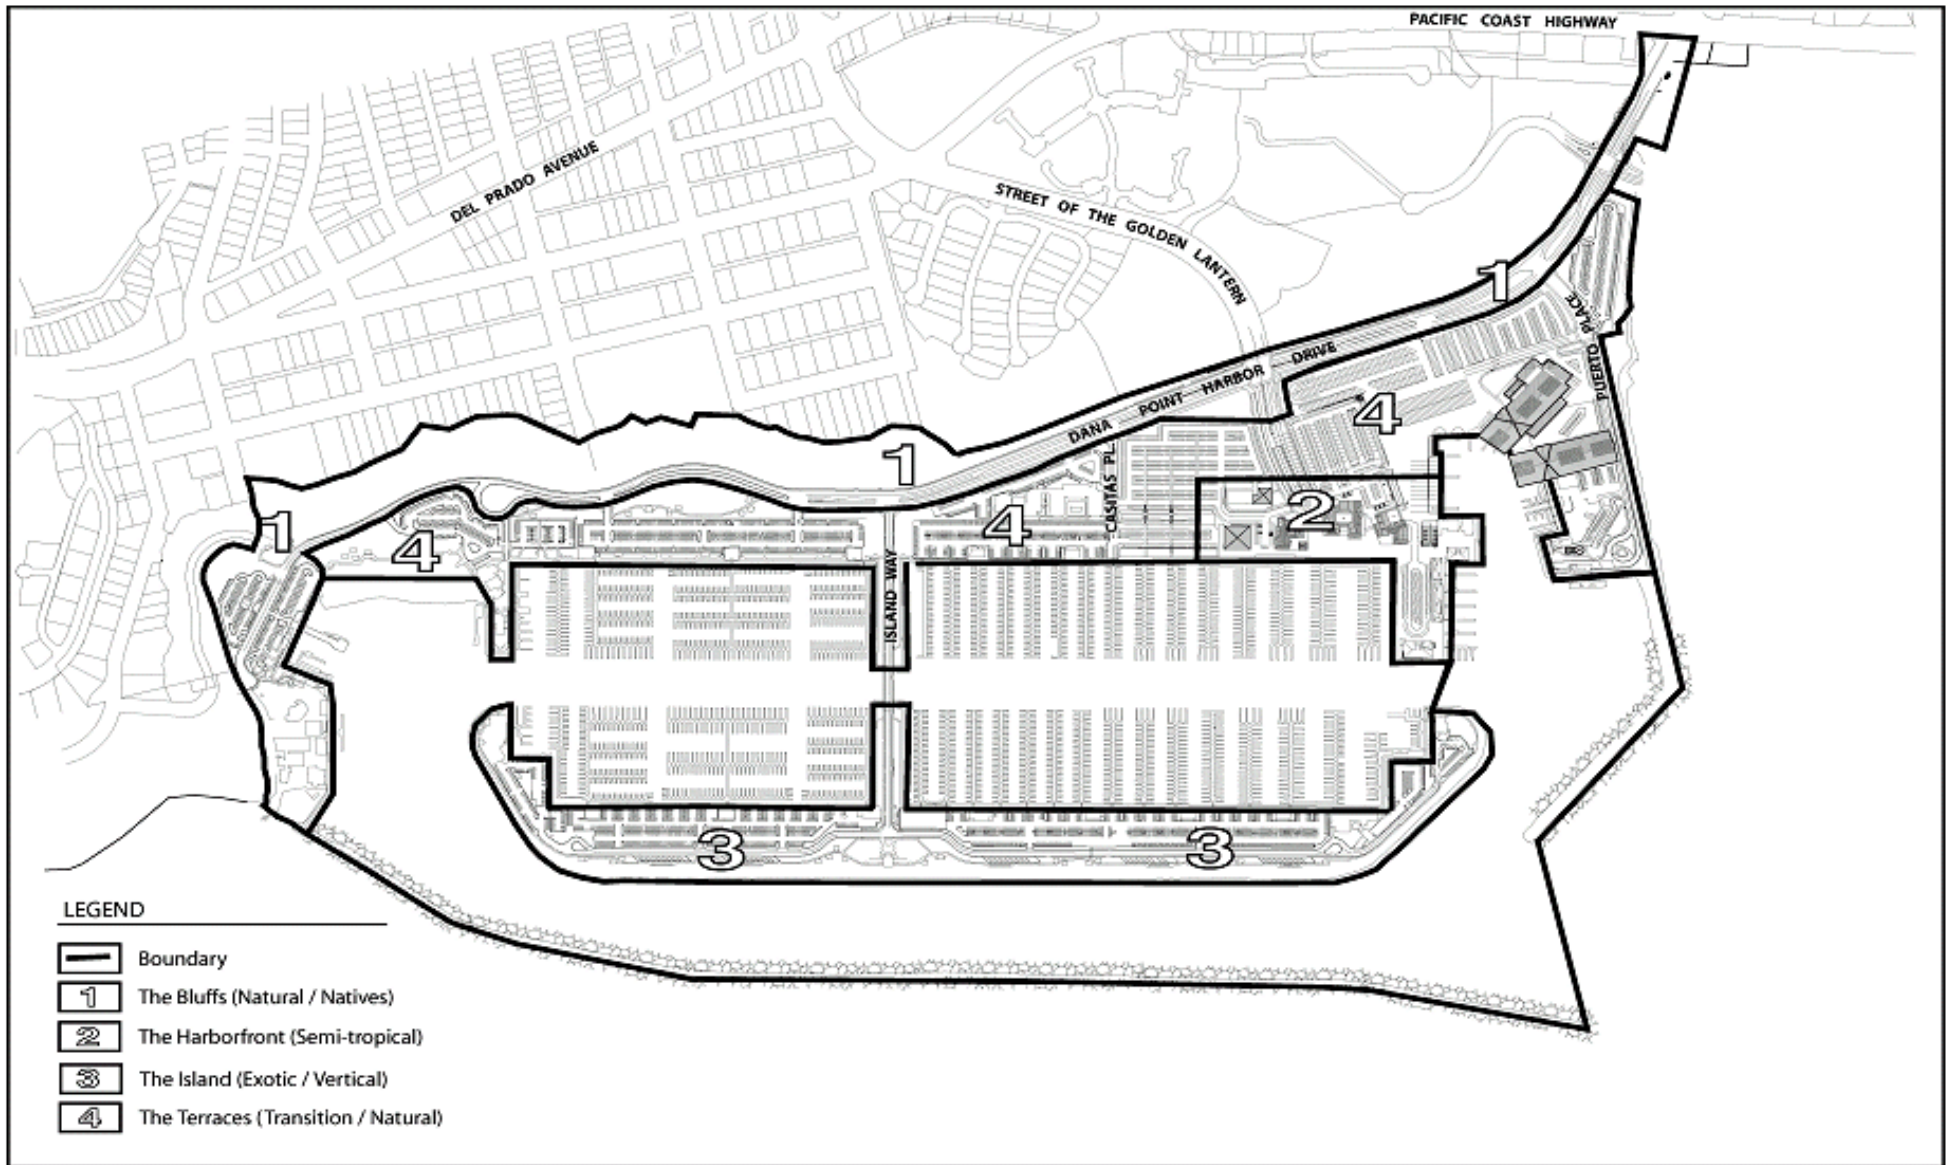 PACIFIC COAST HIGHWAY
DEL PRADO AVENUE
STREET OF THE GOLDEN LANTERN
1
PUERTO PLACE
DANA POINT HARBOR DRIVE
4
1
CASITAS PL.
2
1
4
4
ISLAND WAY
3
3
LEGEND
Boundary
1 The Bluffs (Natural / Natives)
2 The Harborfront (Semi-tropical)
3 The Island (Exotic / Vertical)
4 The Terraces (Transition / Natural)